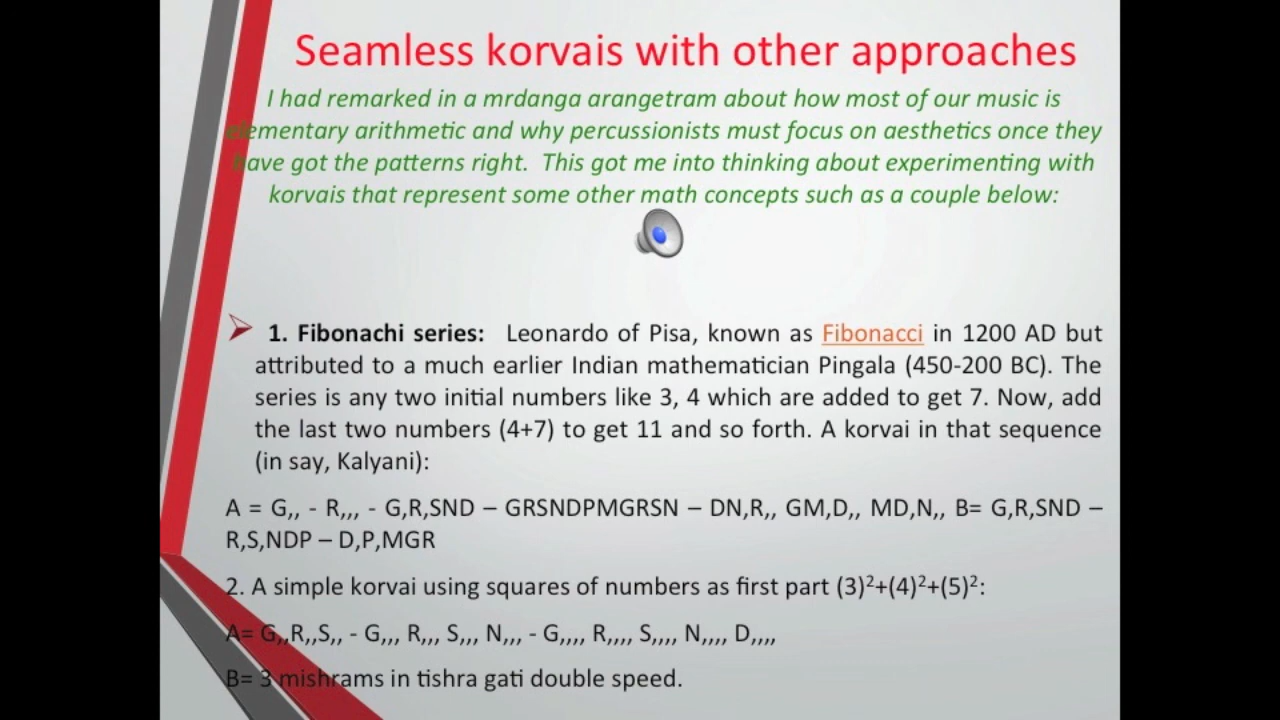 Seamless korvais with other approaches
I had remarked in a mrdanga arangetram about how most of our music is
elementary arithmetic and why percussionists must focus on aesthetics once they
have got the patterns right. This got me into thinking about experimenting with
korvais that represent some other math concepts such as a couple below:
➢ 1. Fibonachi series: Leonardo of Pisa, known as Fibonacci in 1200 AD but
attributed to a much earlier Indian mathematician Pingala (450-200 BC). The
series is any two initial numbers like 3, 4 which are added to get 7. Now, add
the last two numbers (4+7) to get 11 and so forth. A korvai in that sequence
(in say, Kalyani):
A = G,, - R,,, - G,R,SND – GRSNDPMGRSN – DN,R,, GM,D,, MD,N,, B= G,R,SND –
R,S,NDP – D,P,MGR
2. A simple korvai using squares of numbers as first part (3)²+(4)²+(5)²:
A= G,,R,,S,, - G,,, R,,, S,,, N,,, - G,,,, R,,,, S,,,, N,,,, D,,,,
B= 3 mishrams in tishra gati double speed.